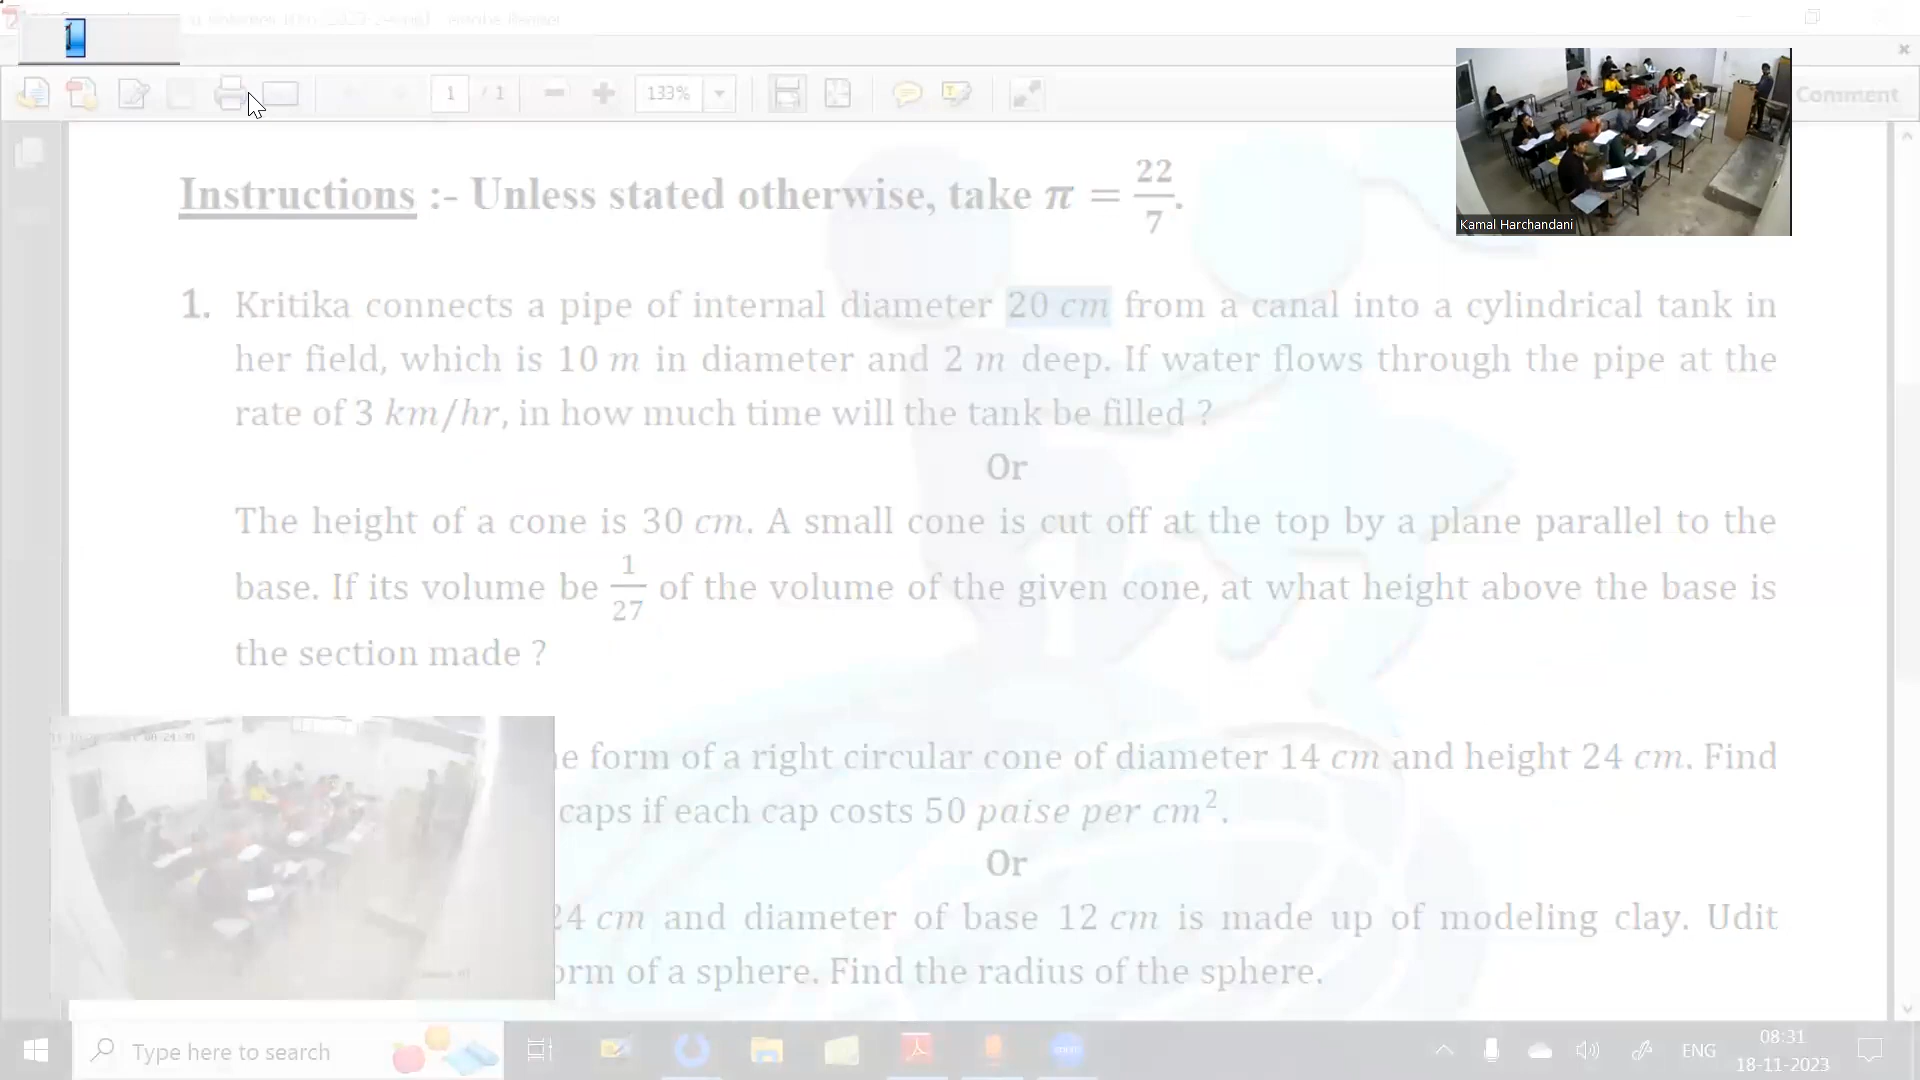 1 / 1
133%
Comment
Kamal Harchandani
Instructions :- Unless stated otherwise, take π = 22/7.
1. Kritika connects a pipe of internal diameter 20 cm from a canal into a cylindrical tank in
her field, which is 10 m in diameter and 2 m deep. If water flows through the pipe at the
rate of 3 km/hr, in how much time will the tank be filled ?
Or
The height of a cone is 30 cm. A small cone is cut off at the top by a plane parallel to the
base. If its volume be 1/27 of the volume of the given cone, at what height above the base is
the section made ?
form of a right circular cone of diameter 14 cm and height 24 cm. Find
caps if each cap costs 50 paise per cm².
Or
24 cm and diameter of base 12 cm is made up of modeling clay. Udit
of a sphere. Find the radius of the sphere.
Type here to search
ENG
08:31
18-11-2023